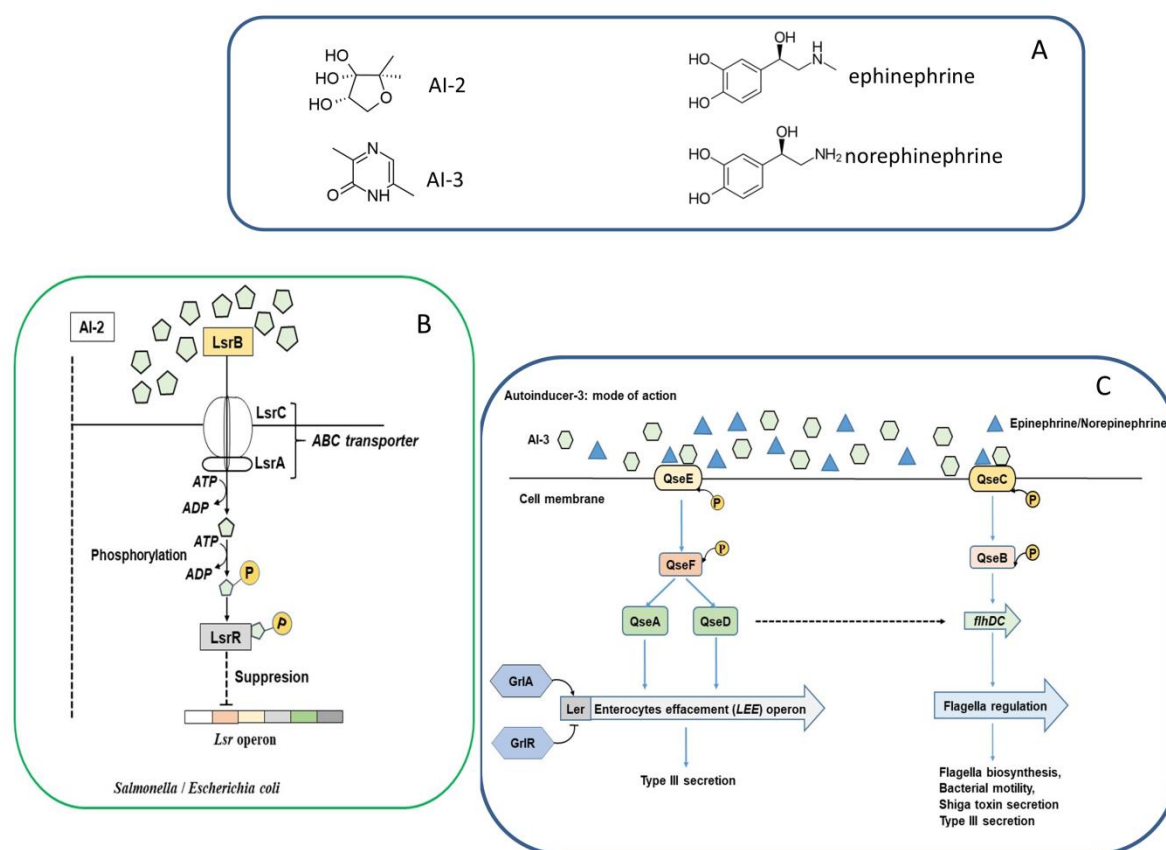 A
HO
HO
HO
O
AI-2
OH
H
N
HO
HO
ephinephrine
N
NH
O
AI-3
OH
NH2
HO
HO
norephinephrine
B
AI-2
LsrB
LsrC
LsrA
ABC transporter
ATP
ADP
Phosphorylation
ATP
ADP
P
LsrR
P
Suppresion
Lsr operon
Salmonella / Escherichia coli
C
Autoinducer-3: mode of action
AI-3
Epinephrine/Norepinephrine
QseE
QseC
Cell membrane
P
P
QseF
P
QseB
P
QseA
QseD
flhDC
GrlA
Ler
Enterocytes effacement (LEE) operon
Flagella regulation
GrlR
Type III secretion
Flagella biosynthesis,
Bacterial motility,
Shiga toxin secretion
Type III secretion